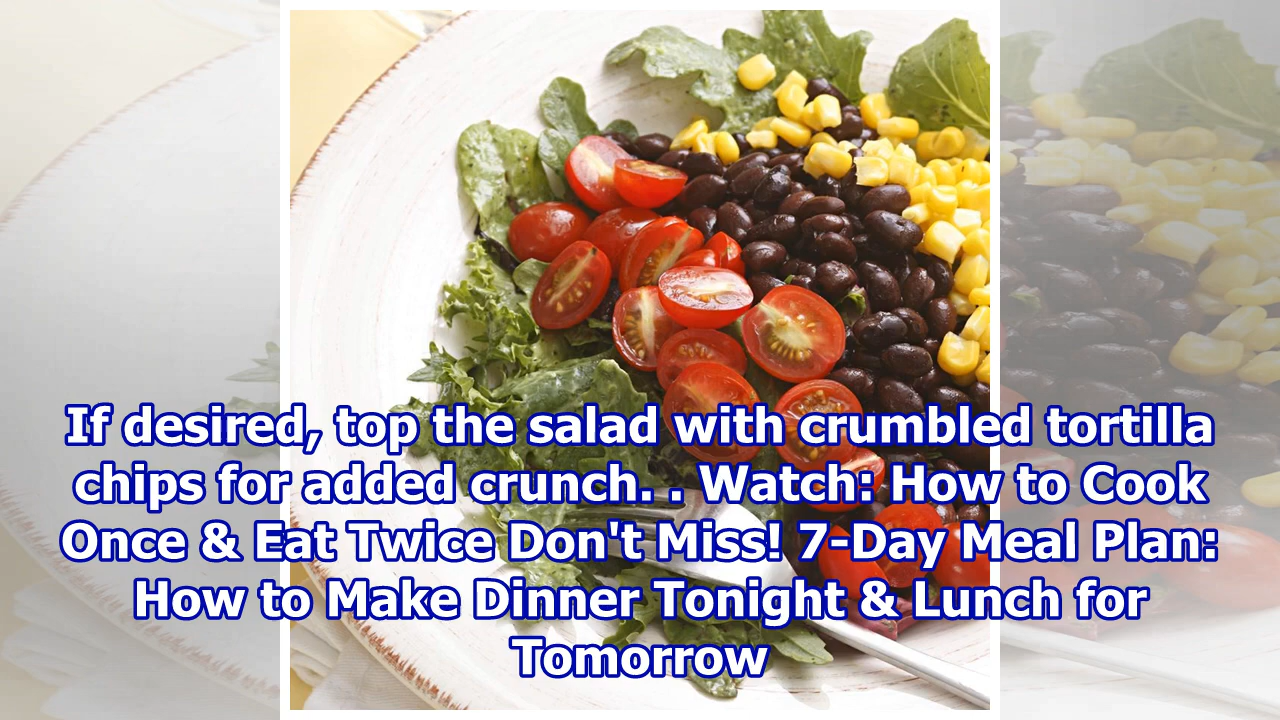 If desired, top the salad with crumbled tortilla
chips for added crunch. . Watch: How to Cook
Once & Eat Twice Don't Miss! 7-Day Meal Plan:
How to Make Dinner Tonight & Lunch for
Tomorrow